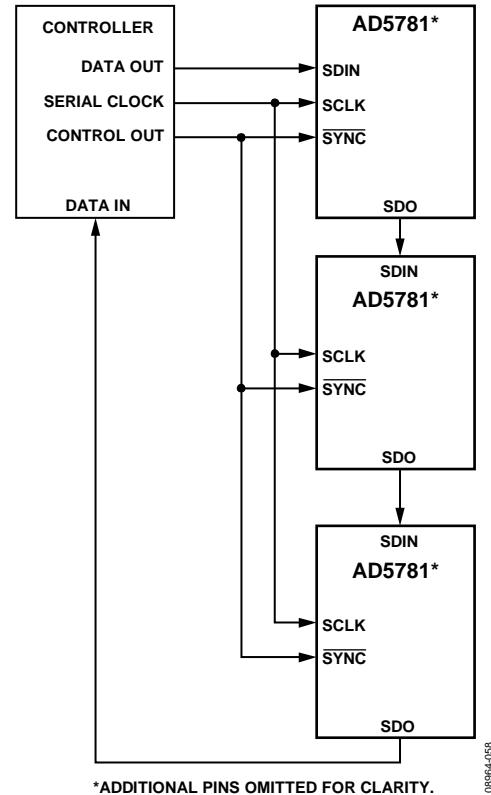 CONTROLLER
DATA OUT
SERIAL CLOCK
CONTROL OUT
DATA IN
AD5781*
SDIN
SCLK
SYNC
SDO
SDIN
AD5781*
SCLK
SYNC
SDO
SDIN
AD5781*
SCLK
SYNC
SDO
*ADDITIONAL PINS OMITTED FOR CLARITY.
08964-058